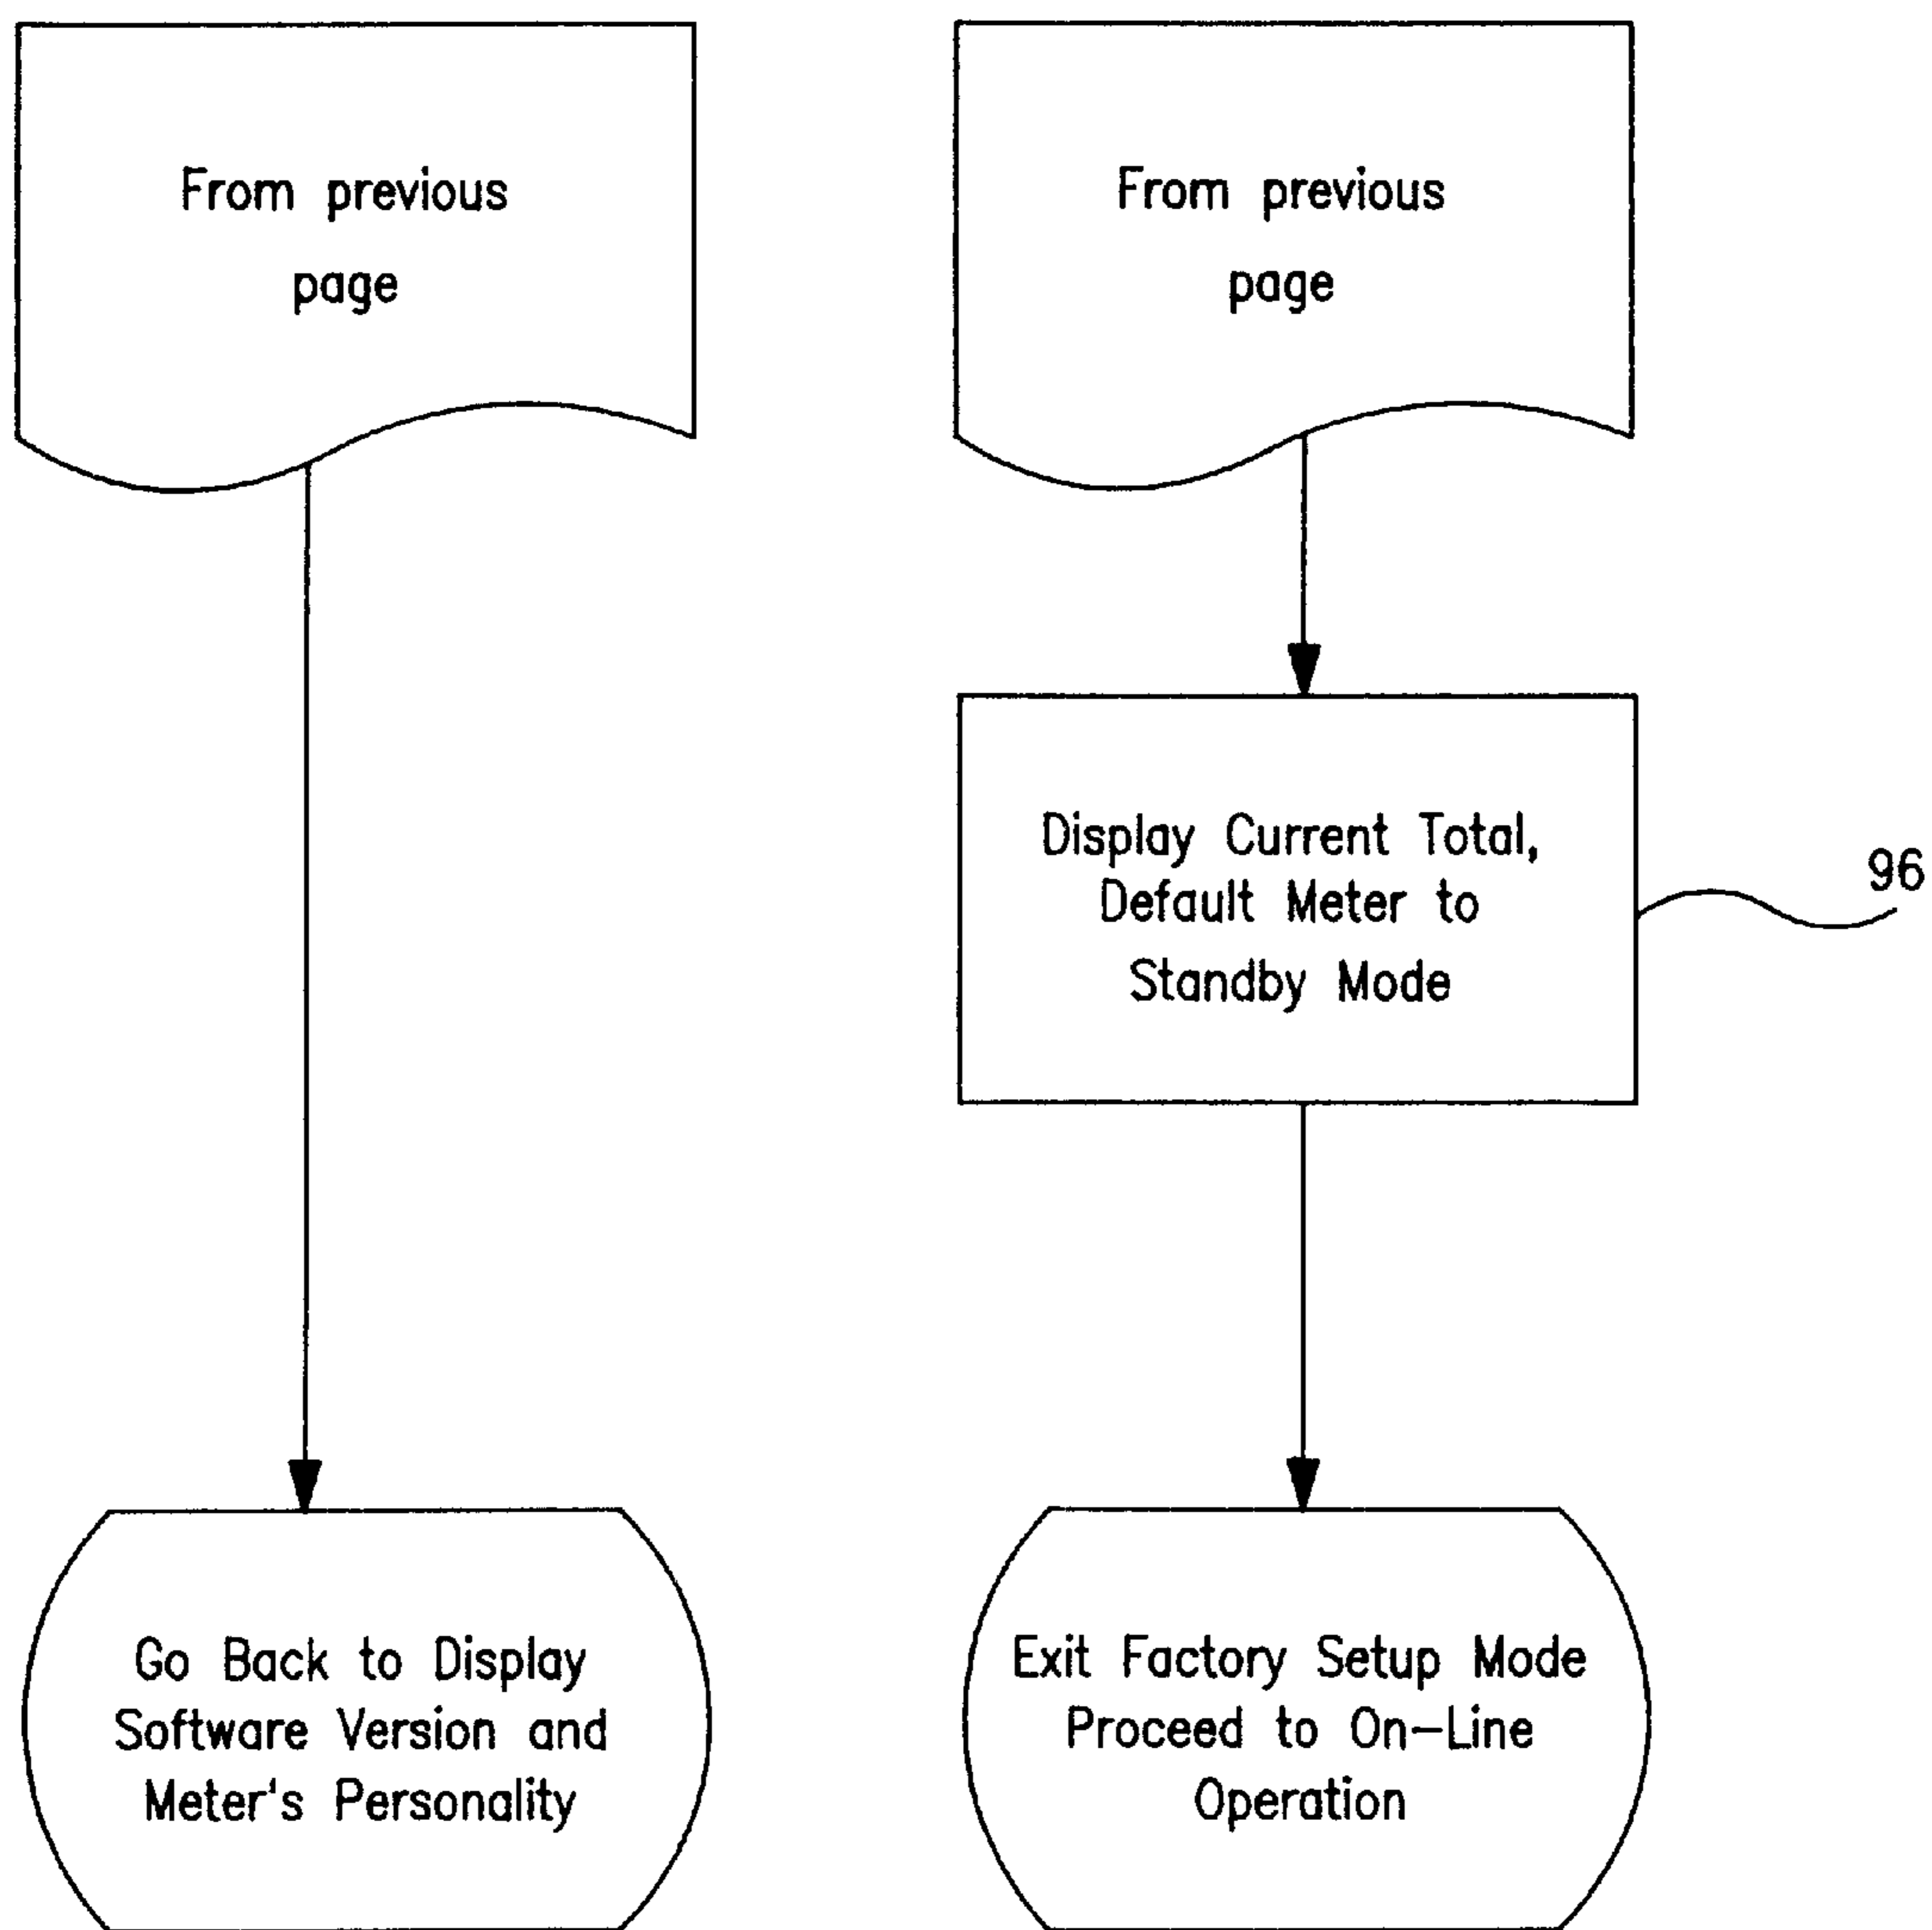 From previous
page
From previous
page
Display Current Total,
Default Meter to
Standby Mode
96
Go Back to Display
Software Version and
Meter's Personality
Exit Factory Setup Mode
Proceed to On-Line
Operation